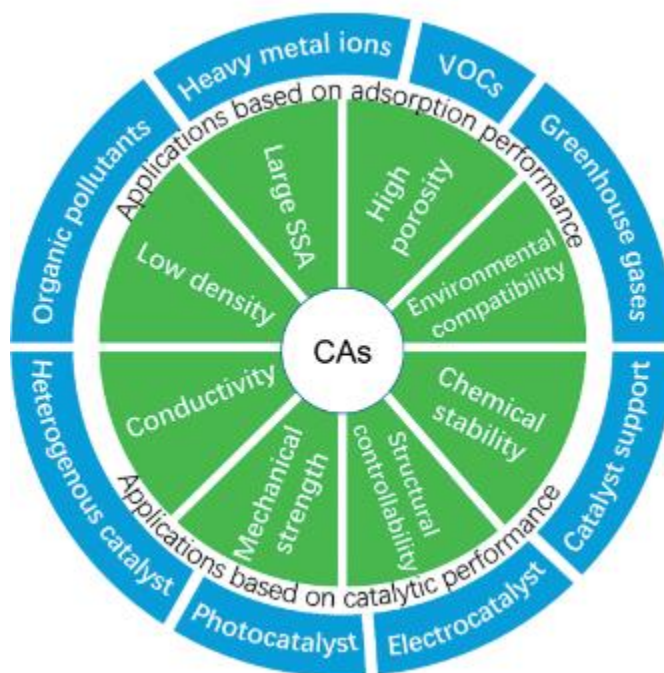 Organic pollutants
Heavy metal ions
VOCs
Greenhouse gases
Applications based on adsorption performance
Low density
Large SSA
High
porosity
Environmental
compatibility
CAs
Conductivity
Mechanical
strength
Structural
controllability
Chemical
stability
Applications based on catalytic performance
Heterogenous catalyst
Photocatalyst
Electrocatalyst
Catalyst support